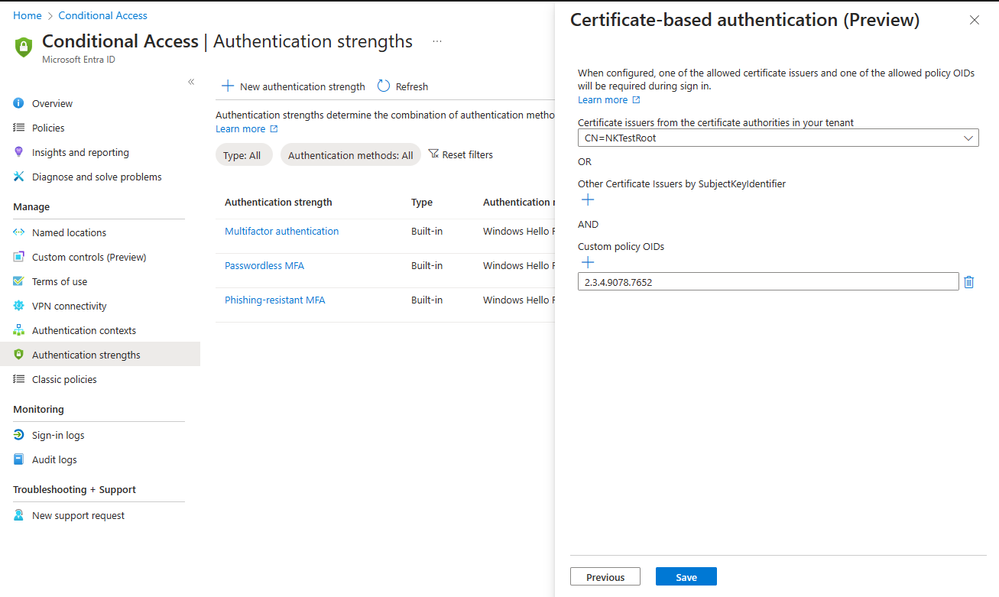 Home > Conditional Access
Conditional Access | Authentication strengths ...
Microsoft Entra ID
«
Overview
Policies
Insights and reporting
Diagnose and solve problems
Manage
Named locations
Custom controls (Preview)
Terms of use
VPN connectivity
Authentication contexts
Authentication strengths
Classic policies
Monitoring
Sign-in logs
Audit logs
Troubleshooting + Support
New support request
New authentication strength Refresh
Authentication strengths determine the combination of authentication metho
Learn more
Type: All Authentication methods: All Reset filters
Authentication strength Type Authentication
Multifactor authentication Built-in Windows Hello F
Passwordless MFA Built-in Windows Hello F
Phishing-resistant MFA Built-in Windows Hello F
Certificate-based authentication (Preview)
When configured, one of the allowed certificate issuers and one of the allowed policy OIDs
will be required during sign in.
Learn more
Certificate issuers from the certificate authorities in your tenant
CN=NKTestRoot
OR
Other Certificate Issuers by SubjectKeyIdentifier
AND
Custom policy OIDs
2.3.4.9078.7652
Previous Save